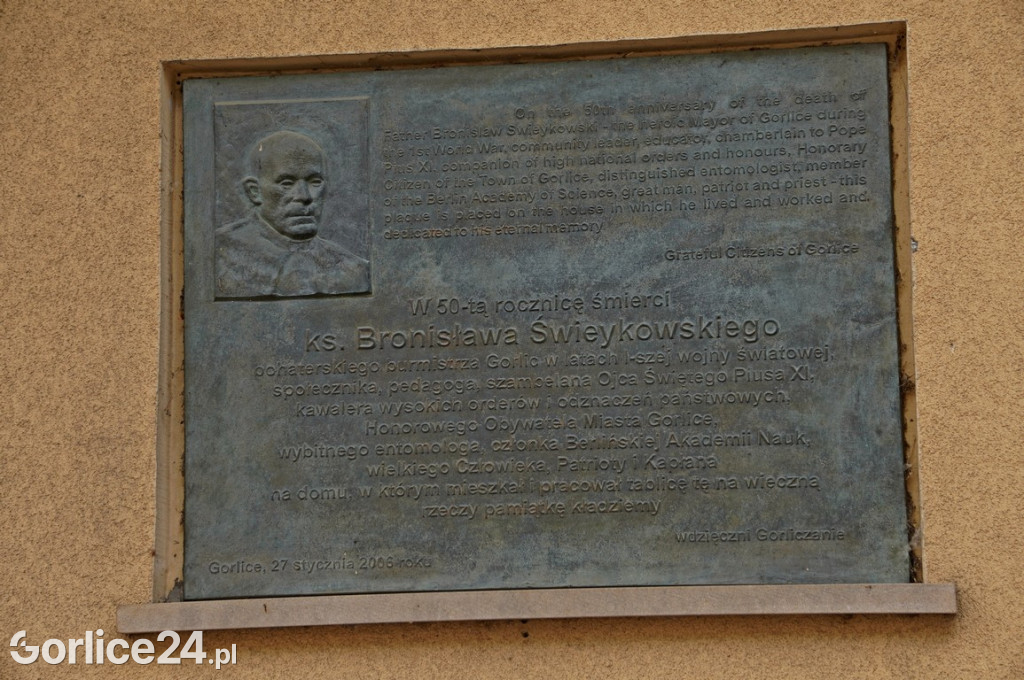 On the 50th anniversary of the death of
Father Bronisław Świeykowski - the heroic Mayor of Gorlice during
the 1st World War, community leader, educator, chamberlain to Pope
Pius XI, companion of high national orders and honours, Honorary
Citizen of the Town of Gorlice, distinguished entomologist, member
of the Berlin Academy of Science, great man, patriot and priest - this
plaque is placed on the house in which he lived and worked and
dedicated to his eternal memory
Grateful Citizens of Gorlice
W 50-tą rocznicę śmierci
ks. Bronisława Świeykowskiego
bohaterskiego burmistrza Gorlic w latach I-szej wojny światowej,
społecznika, pedagoga, szambelana Ojca Świętego Piusa XI,
kawalera wysokich orderów i odznaczeń państwowych,
Honorowego Obywatela Miasta Gorlice,
wybitnego entomologa, członka Berlińskiej Akademii Nauk,
wielkiego Człowieka, Patrioty i Kapłana
na domu, w którym mieszkał i pracował tablicę tę na wieczną
rzeczy pamiątkę kładziemy
wdzięczni Gorliczanie
Gorlice, 27 stycznia 2006 roku
Gorlice24.pl